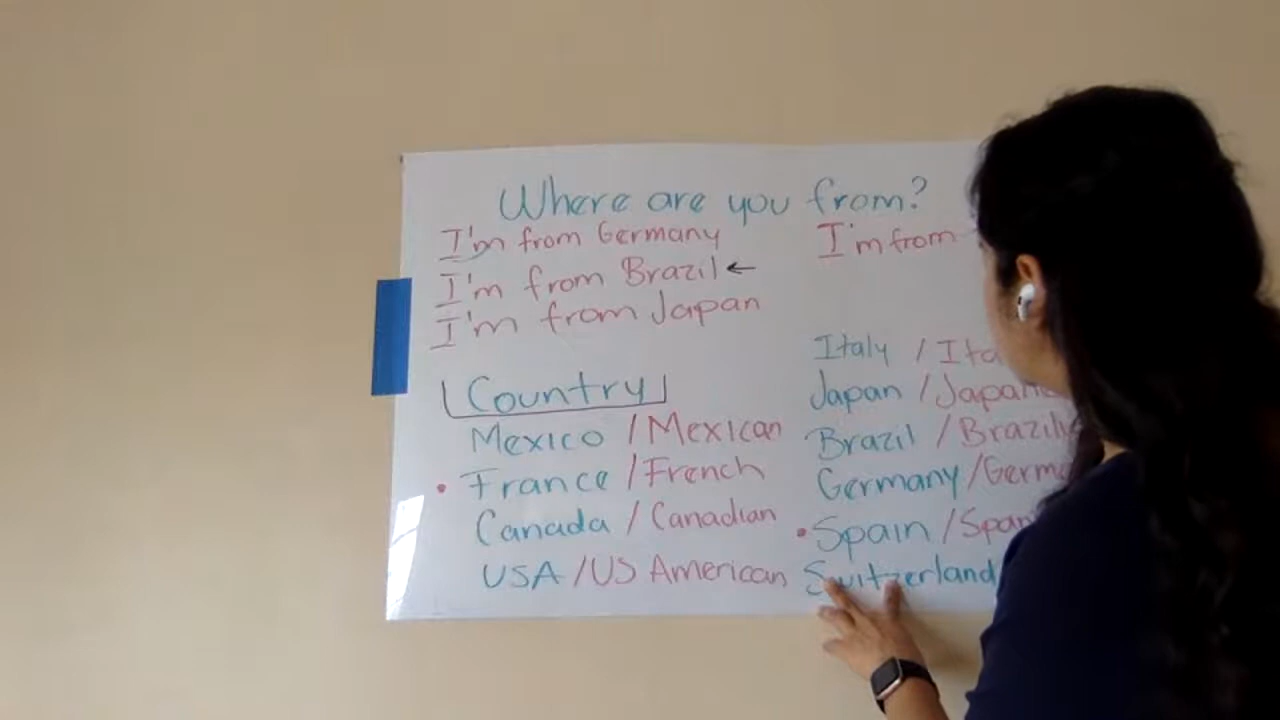 Where are you from?
I'm from Germany
I'm from Brazil ←
I'm from Japan
I'm from
Country
Mexico / Mexican
• France / French
Canada / Canadian
USA / US American
Italy /
Japan /
Brazil /
Germany /
• Spain /
Switzerland